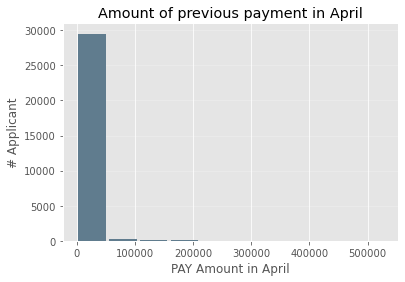 Amount of previous payment in April
30000
25000
20000
15000
10000
5000
0
# Applicant
0 100000 200000 300000 400000 500000
PAY Amount in April